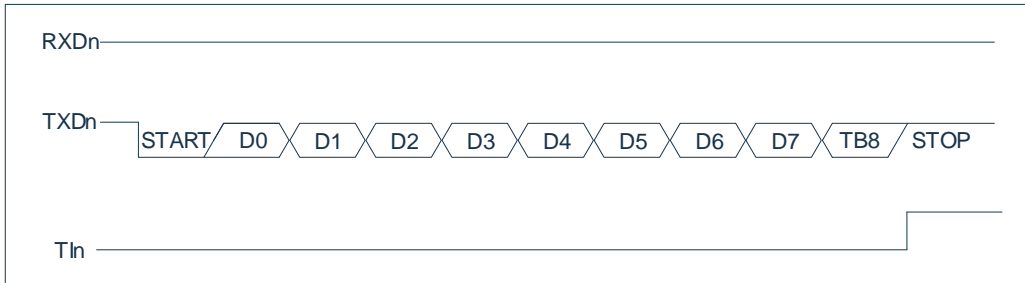 RXDn
TXDn
START D0 D1 D2 D3 D4 D5 D6 D7 TB8 STOP
TIn